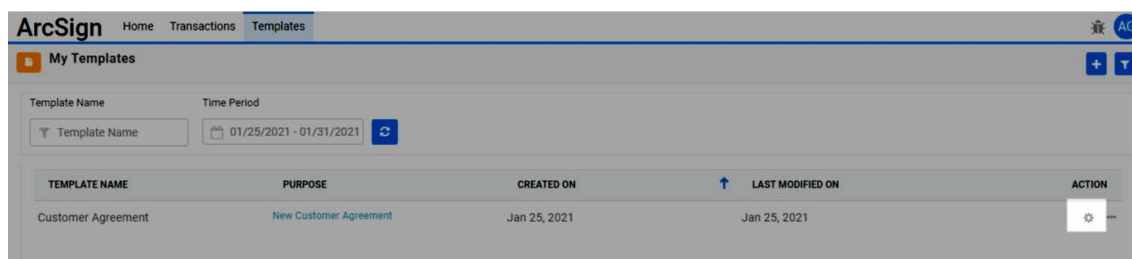 ArcSign Home Transactions Templates AG
My Templates
Template Name Time Period
Template Name 01/25/2021 - 01/31/2021
TEMPLATE NAME PURPOSE CREATED ON LAST MODIFIED ON ACTION
Customer Agreement New Customer Agreement Jan 25, 2021 Jan 25, 2021